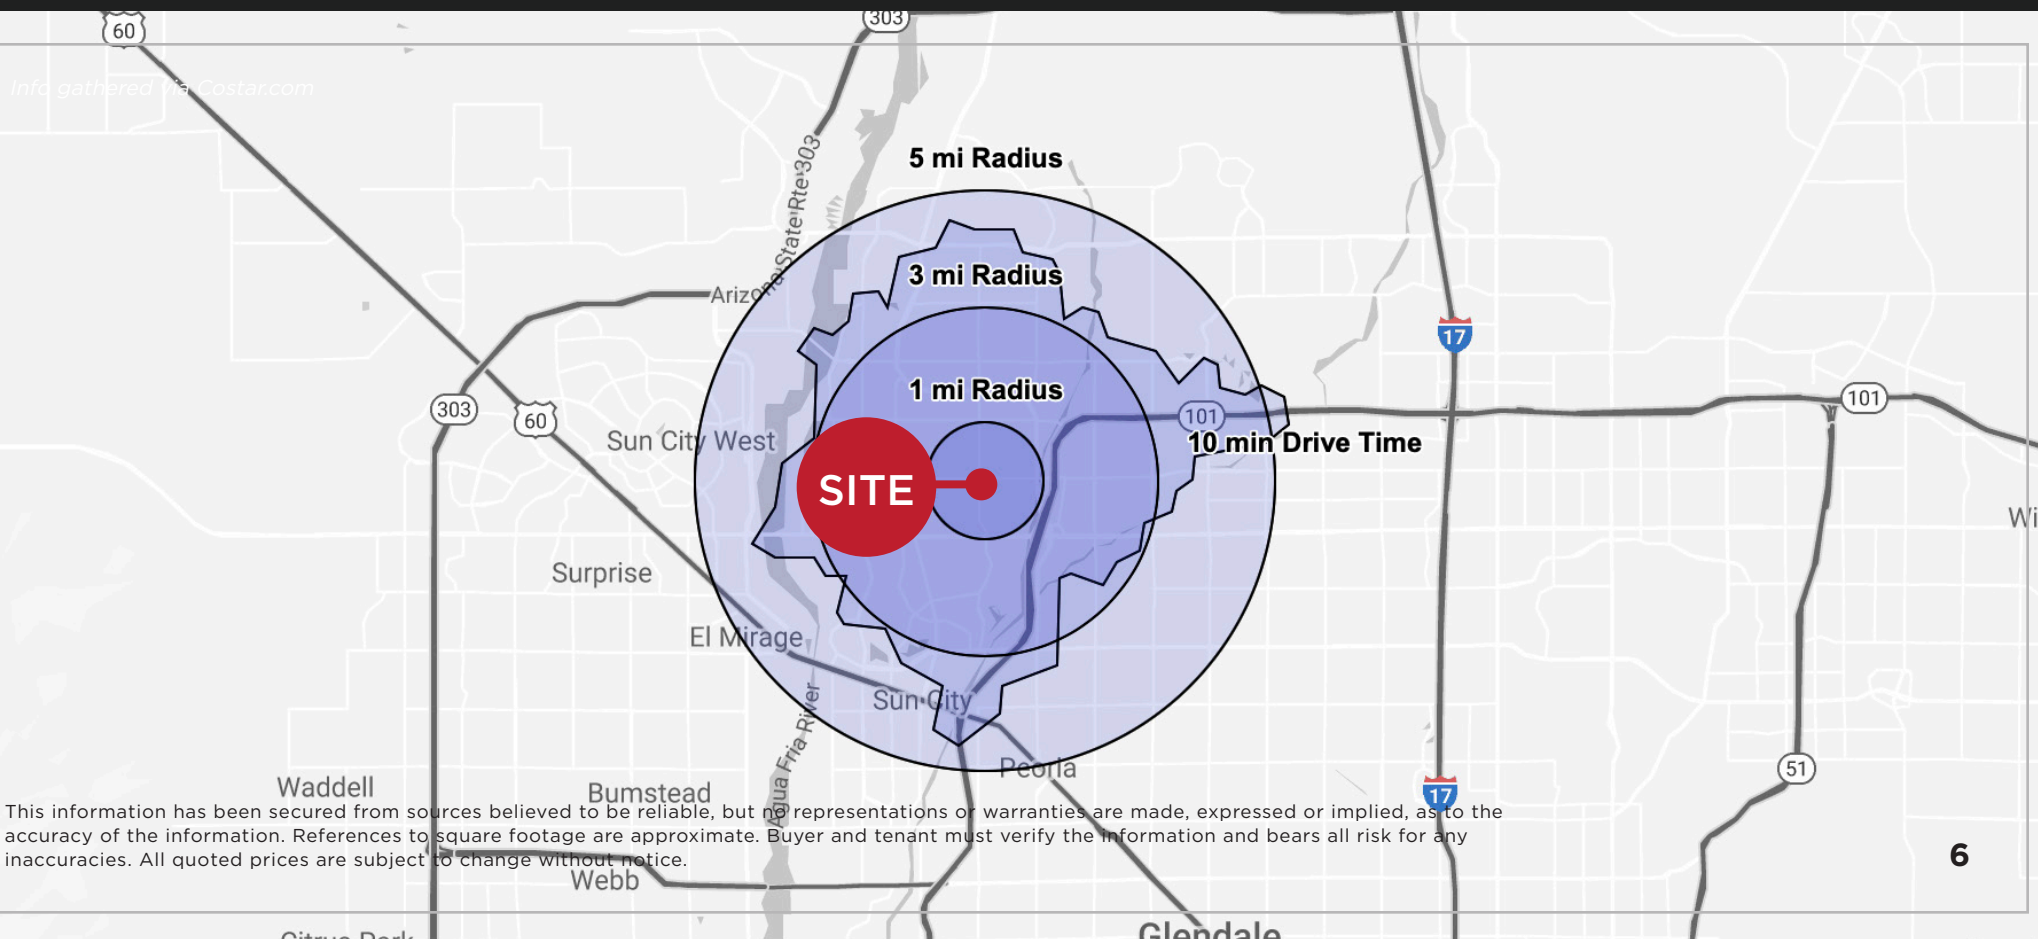 60
303
Info gathered via Costar.com
Arizona State Rte 303
5 mi Radius
3 mi Radius
17
1 mi Radius
303
60
101
101
Sun City West
10 min Drive Time
SITE
Surprise
El Mirage
Sun City
Agua Fria River
Peoria
51
Waddell
Bumstead
17
This information has been secured from sources believed to be reliable, but no representations or warranties are made, expressed or implied, as to the
accuracy of the information. References to square footage are approximate. Buyer and tenant must verify the information and bears all risk for any
inaccuracies. All quoted prices are subject to change without notice.
6
Webb
Citrus Park
Glendale